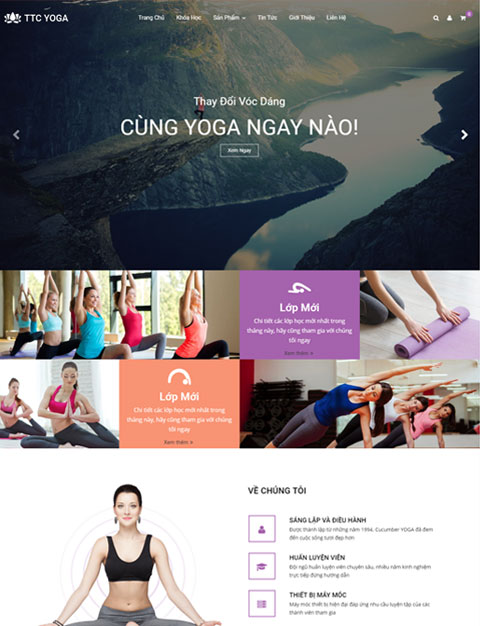 TTC YOGA
Trang Chủ Khóa Học Sản Phẩm Tin Tức Giới Thiệu Liên Hệ
0
Thay Đổi Vóc Dáng
CÙNG YOGA NGAY NÀO!
Xem Ngay
Lớp Mới
Chi tiết các lớp học mới nhất trong
tháng này, hãy cũng tham gia với chúng
tôi ngay
Xem thêm >
Lớp Mới
Chi tiết các lớp học mới nhất trong
tháng này, hãy cũng tham gia với chúng
tôi ngay
Xem thêm >
VỀ CHÚNG TÔI
SÁNG LẬP VÀ ĐIỀU HÀNH
Được thành lập từ những năm 1994, Cucumber YOGA đã đem
đến cuộc sống tươi đẹp hơn
HUẤN LUYỆN VIÊN
Đội ngũ huấn luyện viên chuyên sâu, nhiều năm kinh nghiệm
trực tiếp đứng hướng dẫn
THIẾT BỊ MÁY MÓC
Máy móc thiết bị hiện đại đáp ứng nhu cầu luyện tập của các
thành viên tham gia